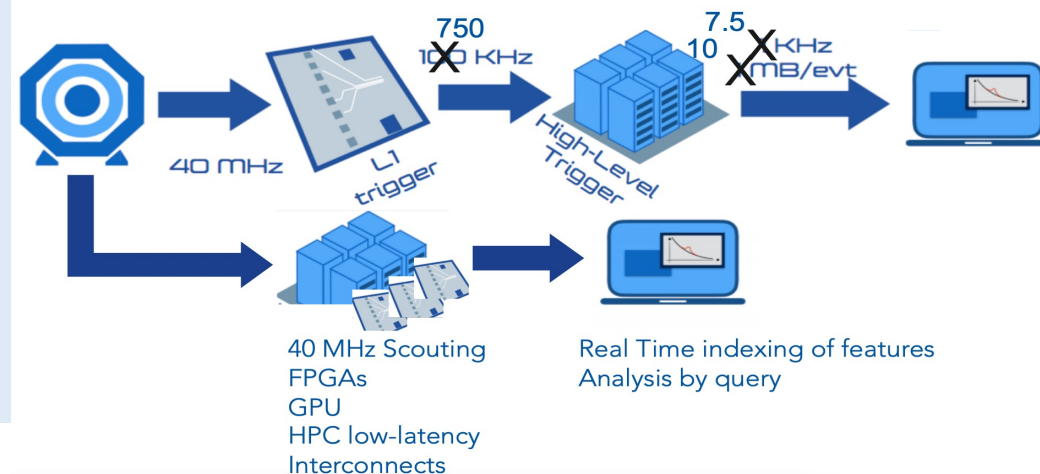 750
100 KHz
7.5
10
KHz
MB/evt
40 MHz
L1
trigger
High-Level
Trigger
40 MHz Scouting
FPGAs
GPU
HPC low-latency
Interconnects
Real Time indexing of features
Analysis by query